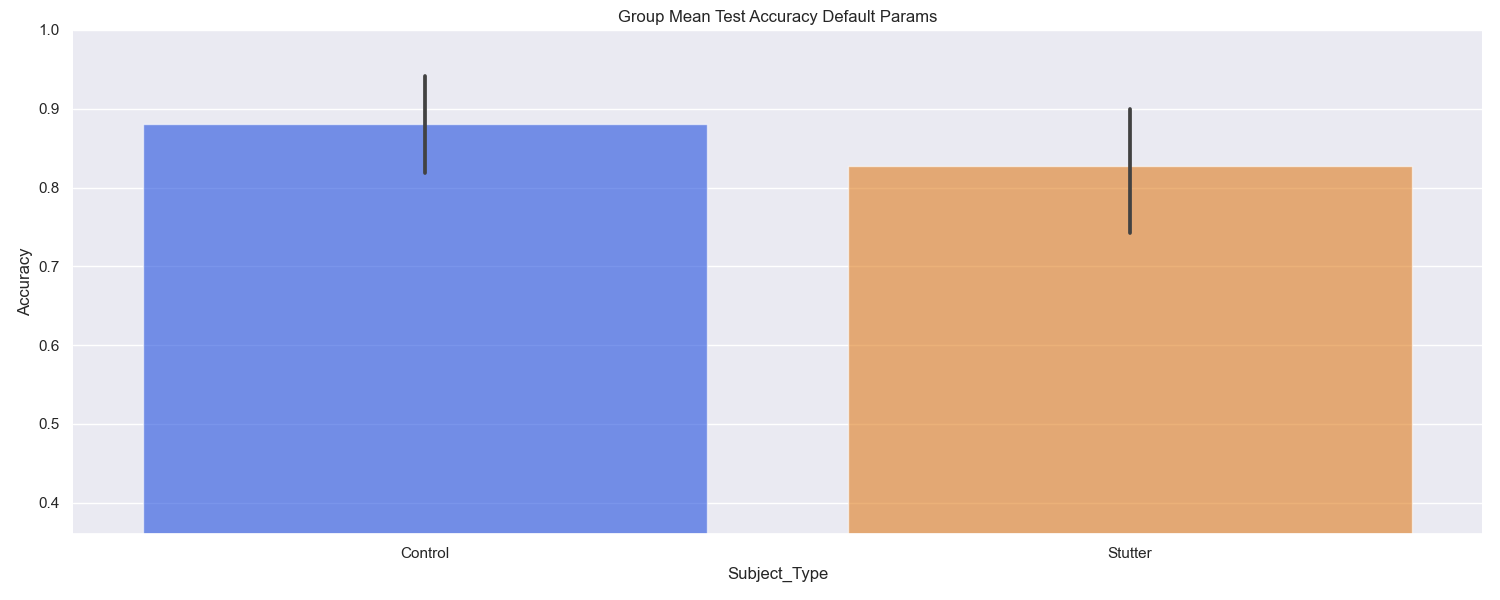 Group Mean Test Accuracy Default Params
1.0
0.9
0.8
0.7
0.6
0.5
0.4
Accuracy
Control
Stutter
Subject_Type